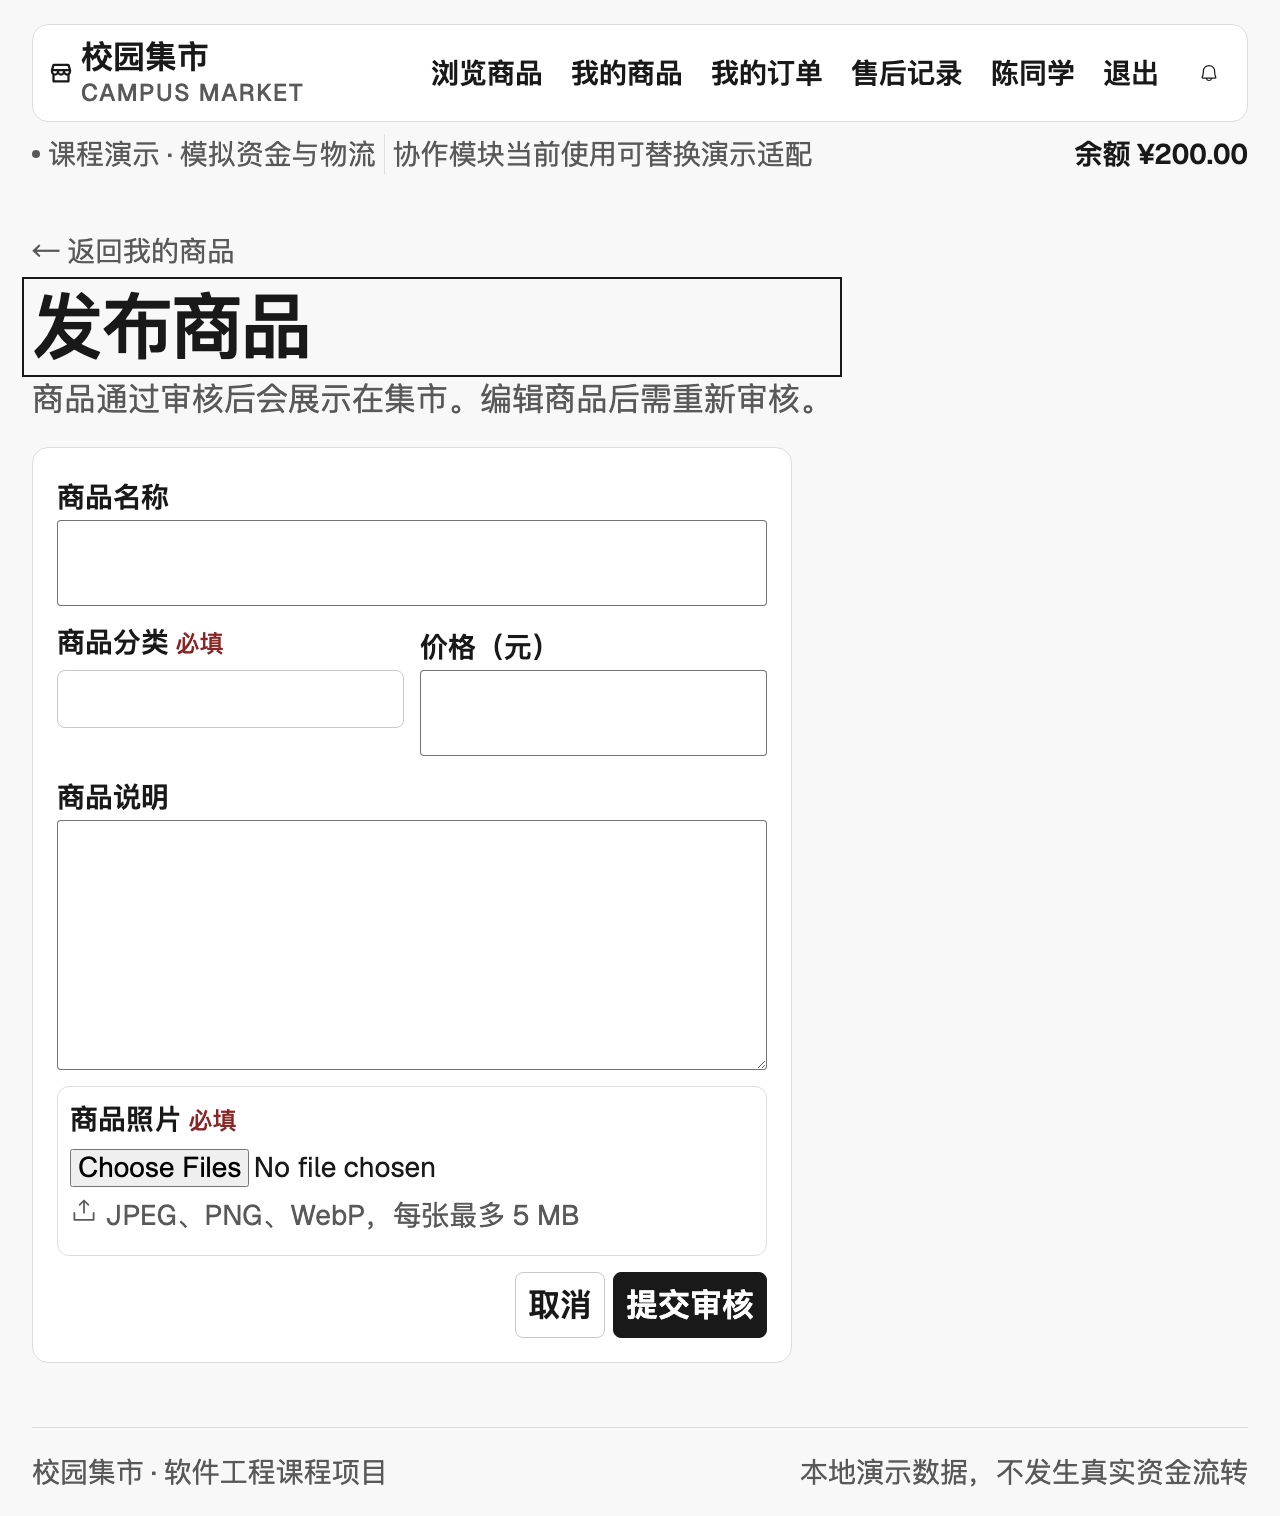 校园集市
CAMPUS MARKET
浏览商品 我的商品 我的订单 售后记录 陈同学 退出
• 课程演示 · 模拟资金与物流 协作模块当前使用可替换演示适配 余额 ¥200.00
← 返回我的商品
发布商品
商品通过审核后会展示在集市。编辑商品后需重新审核。
商品名称
商品分类 必填 价格（元）
商品说明
商品照片 必填
Choose Files No file chosen
JPEG、PNG、WebP，每张最多 5 MB
取消 提交审核
校园集市 · 软件工程课程项目 本地演示数据，不发生真实资金流转